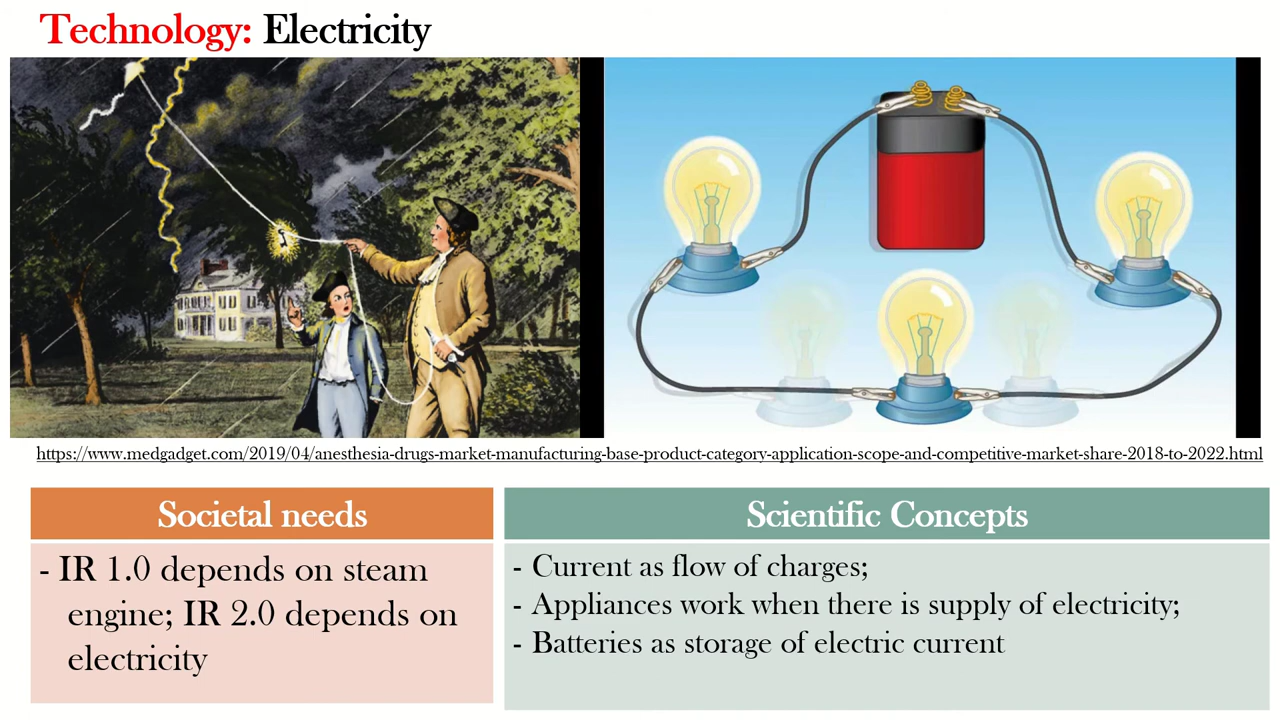 Technology: Electricity
https://www.medgadget.com/2019/04/anesthesia-drugs-market-manufacturing-base-product-category-application-scope-and-competitive-market-share-2018-to-2022.html
Societal needs
- IR 1.0 depends on steam
engine; IR 2.0 depends on
electricity
Scientific Concepts
- Current as flow of charges;
- Appliances work when there is supply of electricity;
- Batteries as storage of electric current